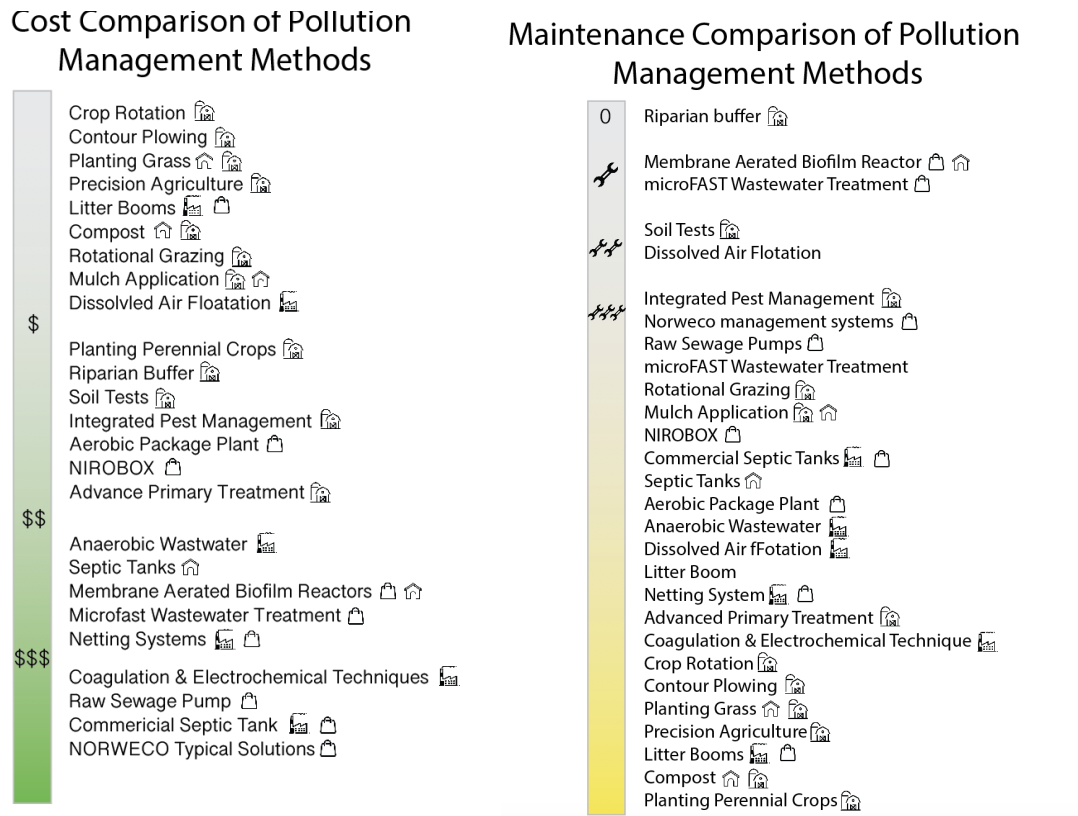 Cost Comparison of Pollution
Management Methods
Crop Rotation
Contour Plowing
Planting Grass
Precision Agriculture
Litter Booms
Compost
Rotational Grazing
Mulch Application
Dissolvled Air Floatation
$
Planting Perennial Crops
Riparian Buffer
Soil Tests
Integrated Pest Management
Aerobic Package Plant
NIROBOX
Advance Primary Treatment
$$
Anaerobic Wastwater
Septic Tanks
Membrane Aerated Biofilm Reactors
Microfast Wastewater Treatment
Netting Systems
$$$
Coagulation & Electrochemical Techniques
Raw Sewage Pump
Commericial Septic Tank
NORWECO Typical Solutions
Maintenance Comparison of Pollution
Management Methods
0
Riparian buffer
Membrane Aerated Biofilm Reactor
microFAST Wastewater Treatment
Soil Tests
Dissolved Air Flotation
Integrated Pest Management
Norweco management systems
Raw Sewage Pumps
microFAST Wastewater Treatment
Rotational Grazing
Mulch Application
NIROBOX
Commercial Septic Tanks
Septic Tanks
Aerobic Package Plant
Anaerobic Wastewater
Dissolved Air fFotation
Litter Boom
Netting System
Advanced Primary Treatment
Coagulation & Electrochemical Technique
Crop Rotation
Contour Plowing
Planting Grass
Precision Agriculture
Litter Booms
Compost
Planting Perennial Crops